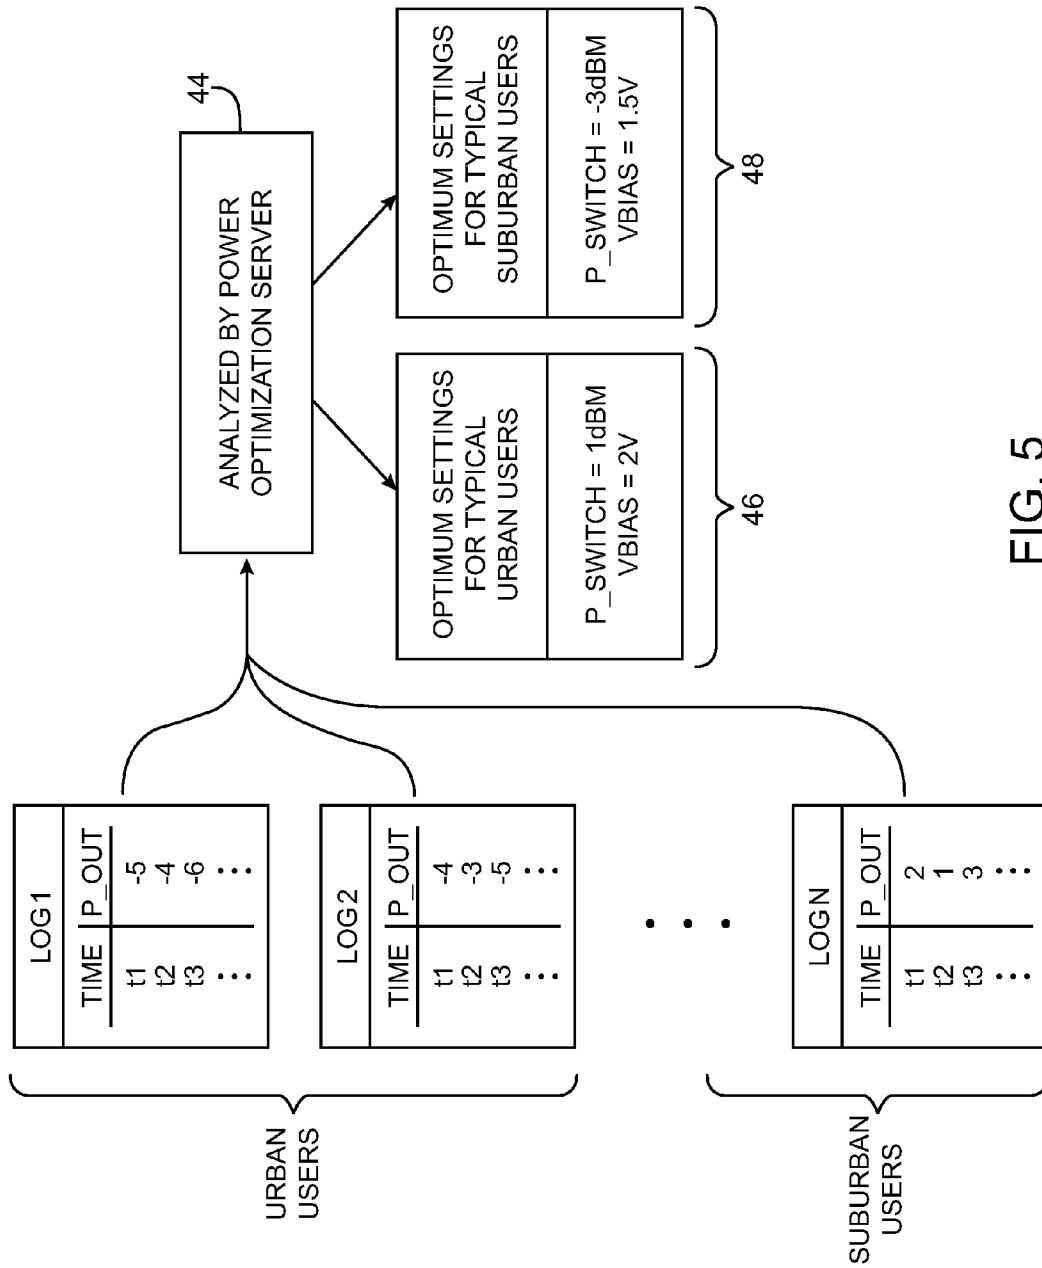 URBAN
USERS
LOG1
TIME P_OUT
t1 -5
t2 -4
t3 -6
LOG2
TIME P_OUT
t1 -4
t2 -3
t3 -5
SUBURBAN
USERS
LOGN
TIME P_OUT
t1 2
t2 1
t3 3
ANALYZED BY POWER
OPTIMIZATION SERVER
44
OPTIMUM SETTINGS
FOR TYPICAL
URBAN USERS
P_SWITCH = 1dBM
VBIAS = 2V
46
OPTIMUM SETTINGS
FOR TYPICAL
SUBURBAN USERS
P_SWITCH = -3dBM
VBIAS = 1.5V
48
FIG. 5